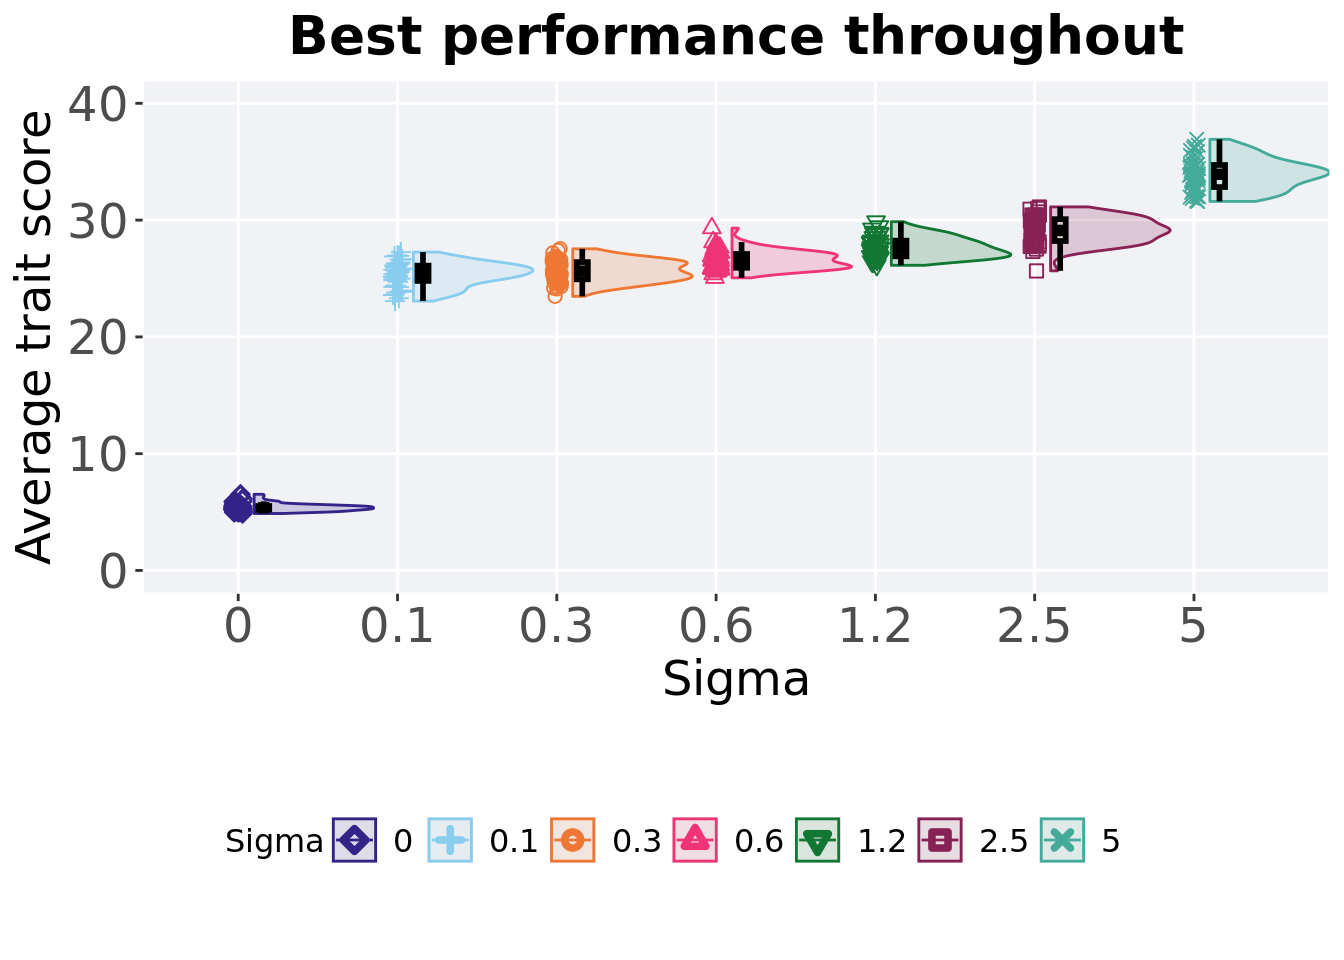 Best performance throughout
Average trait score
40
30
20
10
0
0 0.1 0.3 0.6 1.2 2.5 5
Sigma
Sigma 0 0.1 0.3 0.6 1.2 2.5 5